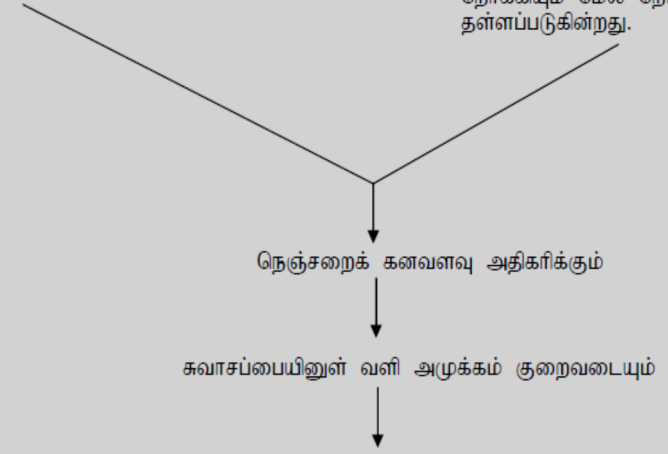 தள்ளப்படுகின்றது.
நெஞ்சறைக் கனவளவு அதிகரிக்கும்
சுவாசப்பையினுள் வளி அமுக்கம் குறைவடையும்